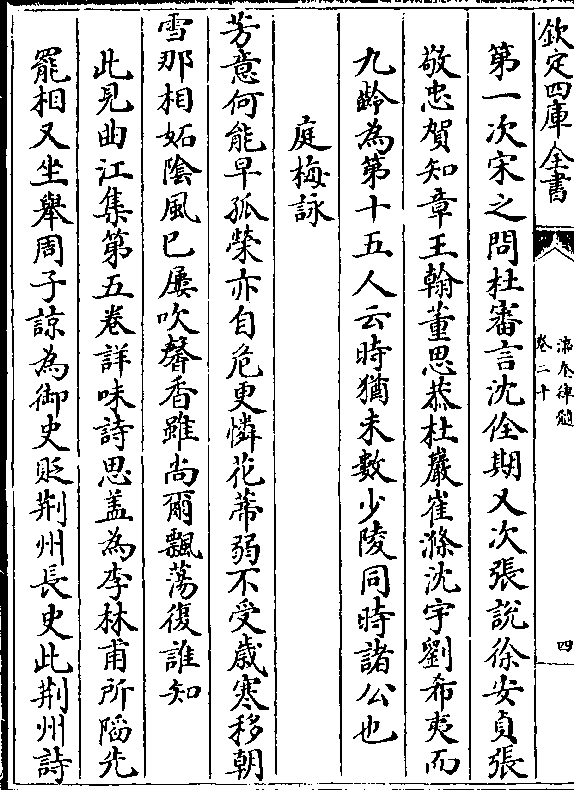 欽定四庫全書
瀛奎律髓
卷二十
四
第一次宋之問杜審言沈佺期又次張說徐安貞張
敬忠賀知章王翰董思恭杜嚴崔滌沈宇劉希夷而
九齡為第十五人云時猶未數少陵同時諸公也
庭梅詠
芳意何能早孤榮亦自危更憐花蔕弱不受歲寒移朝
雪那相妬陰風已屢吹馨香雖尚爾飄蕩復誰知
此見曲江集第五卷詳味詩思盖為李林甫所陷先
罷相又坐舉周子諒為御史貶荆州長史此荆州詩